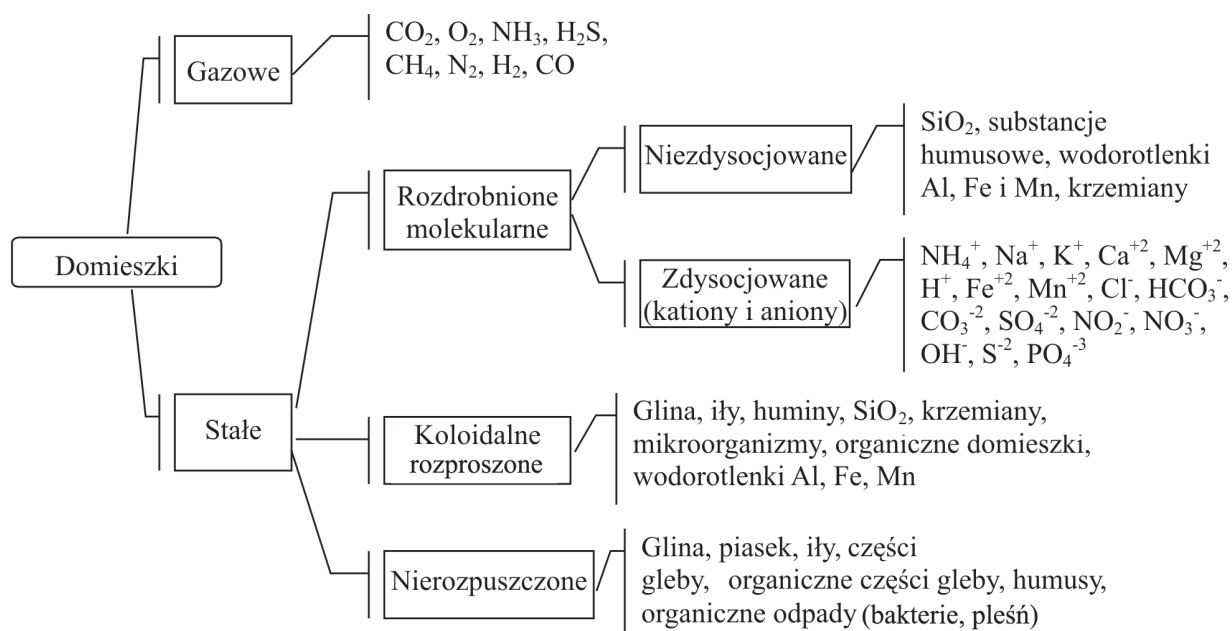 Domieszki
Gazowe
CO₂, O₂, NH₃, H₂S,
CH₄, N₂, H₂, CO
Stałe
Rozdrobnione
molekularne
Niezdysocjowane
SiO₂, substancje
humusowe, wodorotlenki
Al, Fe i Mn, krzemiany
Zdysocjowane
(kationy i aniony)
NH₄⁺, Na⁺, K⁺, Ca⁺², Mg⁺²,
H⁺, Fe⁺², Mn⁺², Cl⁻, HCO₃⁻,
CO₃⁻², SO₄⁻², NO₂⁻, NO₃⁻,
OH⁻, S⁻², PO₄⁻³
Koloidalne
rozproszone
Glina, iły, huminy, SiO₂, krzemiany,
mikroorganizmy, organiczne domieszki,
wodorotlenki Al, Fe, Mn
Nierozpuszczone
Glina, piasek, iły, części
gleby, organiczne części gleby, humusy,
organiczne odpady (bakterie, pleśń)